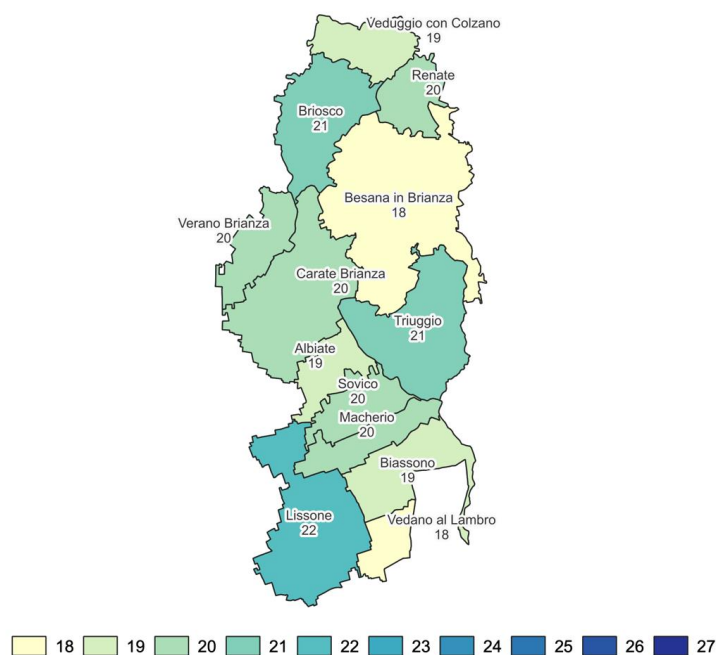 Veduggio con Colzano
19
Renate
20
Briosco
21
Besana in Brianza
18
Verano Brianza
20
Carate Brianza
20
Triuggio
21
Albiate
19
Sovico
20
Macherio
20
Biassono
19
Lissone
22
Vedano al Lambro
18
18 19 20 21 22 23 24 25 26 27